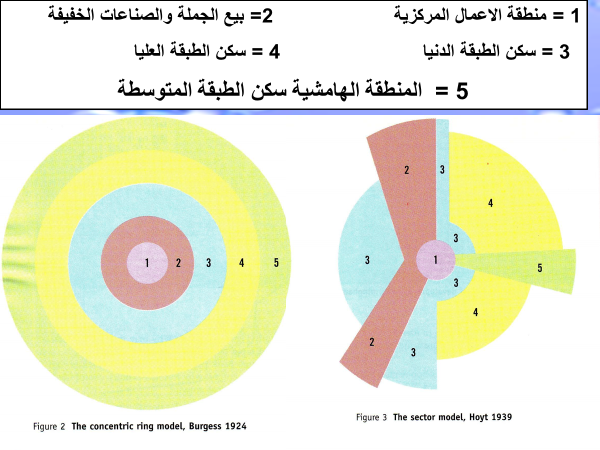 1 = منطقة الاعمال المركزية 2= بيع الجملة والصناعات الخفيفة
3 = سكن الطبقة الدنيا 4 = سكن الطبقة العليا
5 = المنطقة الهامشية سكن الطبقة المتوسطة
1 2 3 4 5
2 3 4 3 3 1 5 3 4 2 3
Figure 2 The concentric ring model, Burgess 1924
Figure 3 The sector model, Hoyt 1939